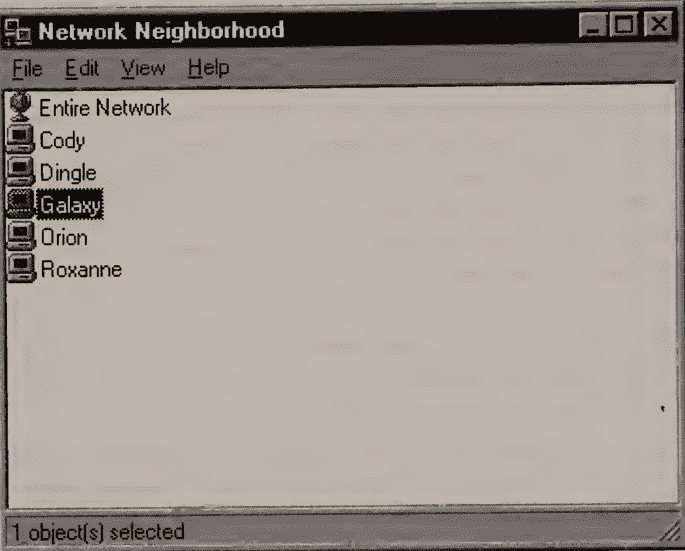 Network Neighborhood
File Edit View Help
Entire Network
Cody
Dingle
Galaxy
Orion
Roxanne
1 object(s) selected